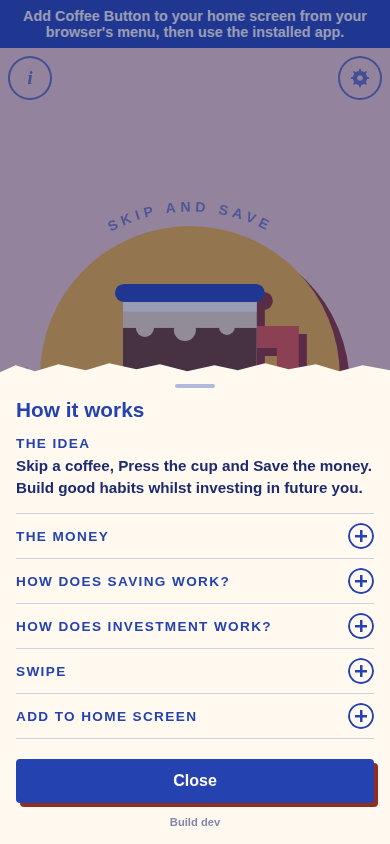 Add Coffee Button to your home screen from your
browser's menu, then use the installed app.
i
SKIP AND SAVE
How it works
THE IDEA
Skip a coffee, Press the cup and Save the money.
Build good habits whilst investing in future you.
THE MONEY
HOW DOES SAVING WORK?
HOW DOES INVESTMENT WORK?
SWIPE
ADD TO HOME SCREEN
Close
Build dev